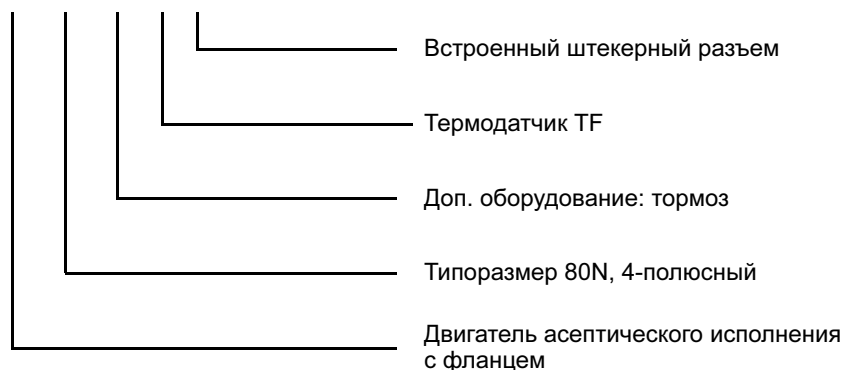 Встроенный штекерный разъем
Термодатчик TF
Доп. оборудование: тормоз
Типоразмер 80N, 4-полюсный
Двигатель асептического исполнения
с фланцем